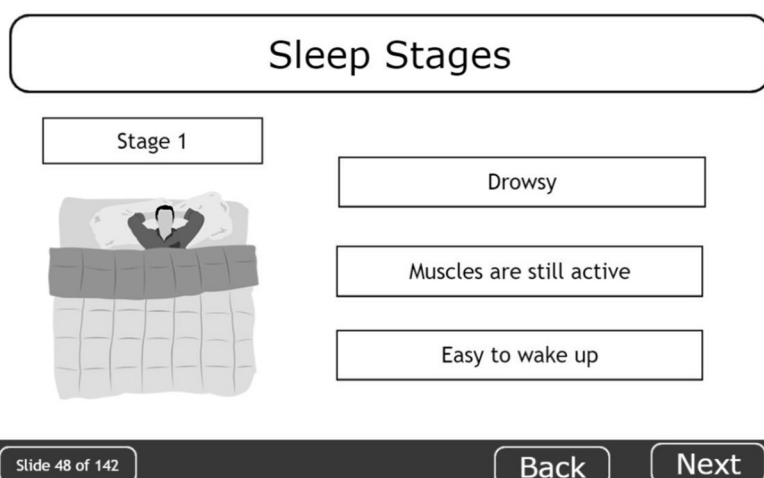 Sleep Stages
Stage 1
Drowsy
Muscles are still active
Easy to wake up
Slide 48 of 142
Back
Next